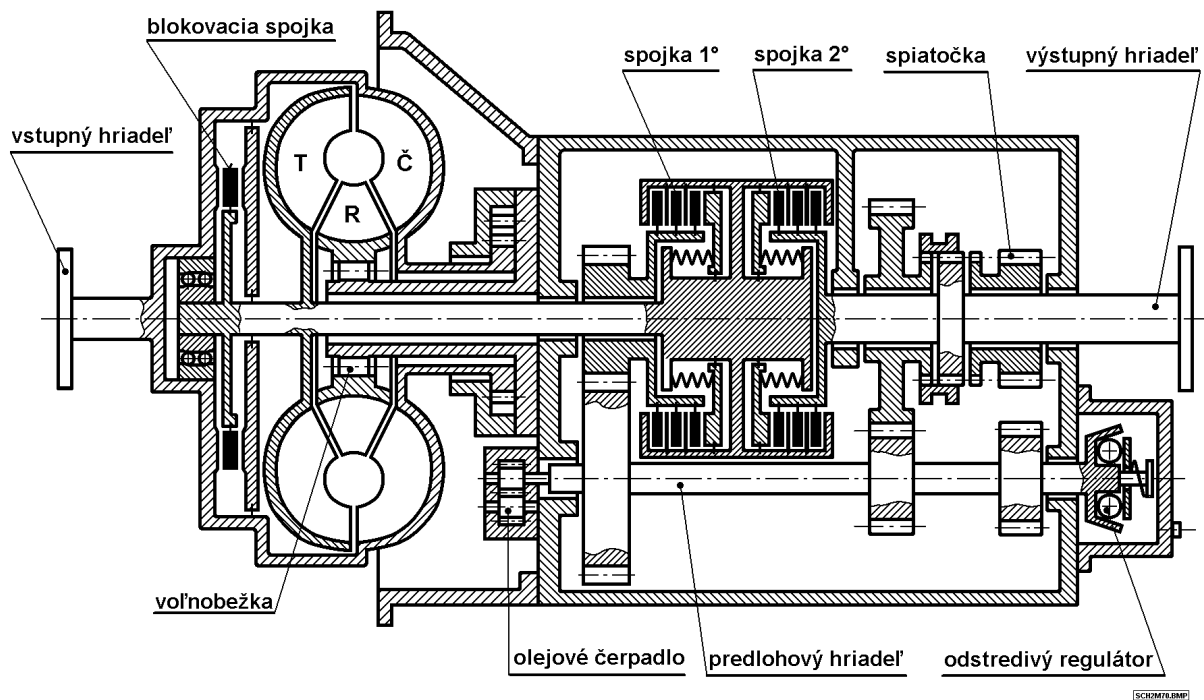 blokovacia spojka
spojka 1°
spojka 2°
spiatočka
výstupný hriadeľ
vstupný hriadeľ
T
Č
R
voľnobežka
olejové čerpadlo
predlohový hriadeľ
odstredivý regulátor
SCH2M70.BMP